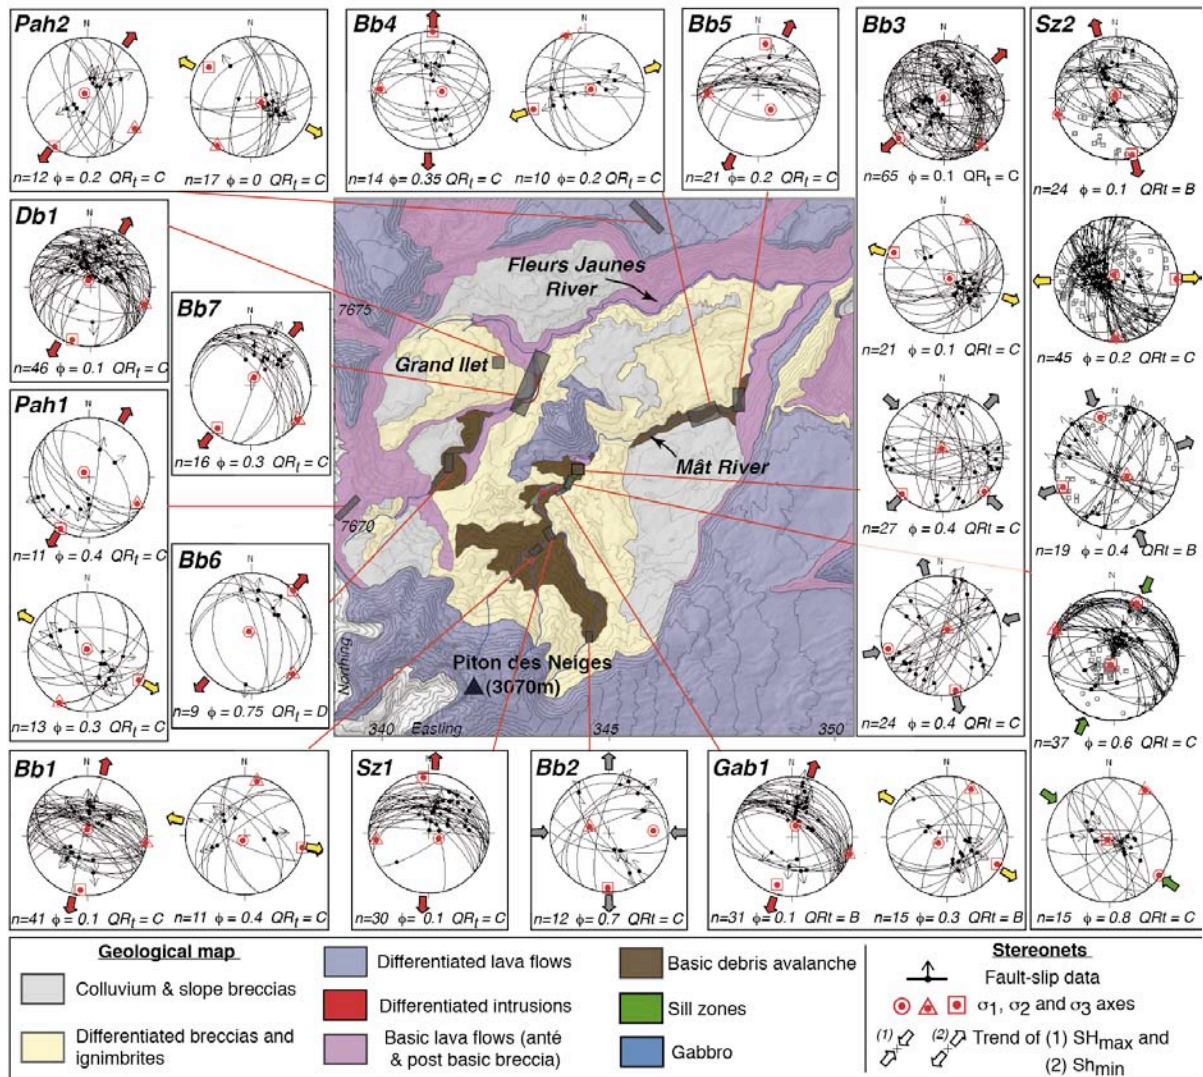 Pah2
N
N
n=12 ϕ = 0.2 QRt = C
n=17 ϕ = 0 QRt = C
Bb4
N
N
n=14 ϕ = 0.35 QRt = C
n=10 ϕ = 0.2 QRt = C
Bb5
N
n=21 ϕ = 0.2 QRt = C
Bb3
N
n=65 ϕ = 0.1 QRt = C
N
n=21 ϕ = 0.1 QRt = C
N
n=27 ϕ = 0.4 QRt = C
N
n=24 ϕ = 0.4 QRt = C
Sz2
N
n=24 ϕ = 0.1 QRt = B
N
n=45 ϕ = 0.2 QRt = C
N
n=19 ϕ = 0.4 QRt = B
N
n=37 ϕ = 0.6 QRt = C
N
n=15 ϕ = 0.8 QRt = C
Db1
N
n=46 ϕ = 0.1 QRt = C
Bb7
N
n=16 ϕ = 0.3 QRt = C
Pah1
N
n=11 ϕ = 0.4 QRt = C
N
n=13 ϕ = 0.3 QRt = C
Bb6
N
n=9 ϕ = 0.75 QRt = D
Fleurs Jaunes
River
7675
Grand Ilet
Mât River
7670
Northing
Piton des Neiges
(3070m)
340
Easting
345
350
Bb1
N
N
n=41 ϕ = 0.1 QRt = C
n=11 ϕ = 0.4 QRt = C
Sz1
N
n=30 ϕ = 0.1 QRt = C
Bb2
N
n=12 ϕ = 0.7 QRt = C
Gab1
N
N
n=31 ϕ = 0.1 QRt = B
n=15 ϕ = 0.3 QRt = B
Geological map
Colluvium & slope breccias
Differentiated breccias and
ignimbrites
Differentiated lava flows
Differentiated intrusions
Basic lava flows (anté
& post basic breccia)
Basic debris avalanche
Sill zones
Gabbro
Stereonets
Fault-slip data
σ1, σ2 and σ3 axes
(1) (2) Trend of (1) SHmax and
(2) Shmin